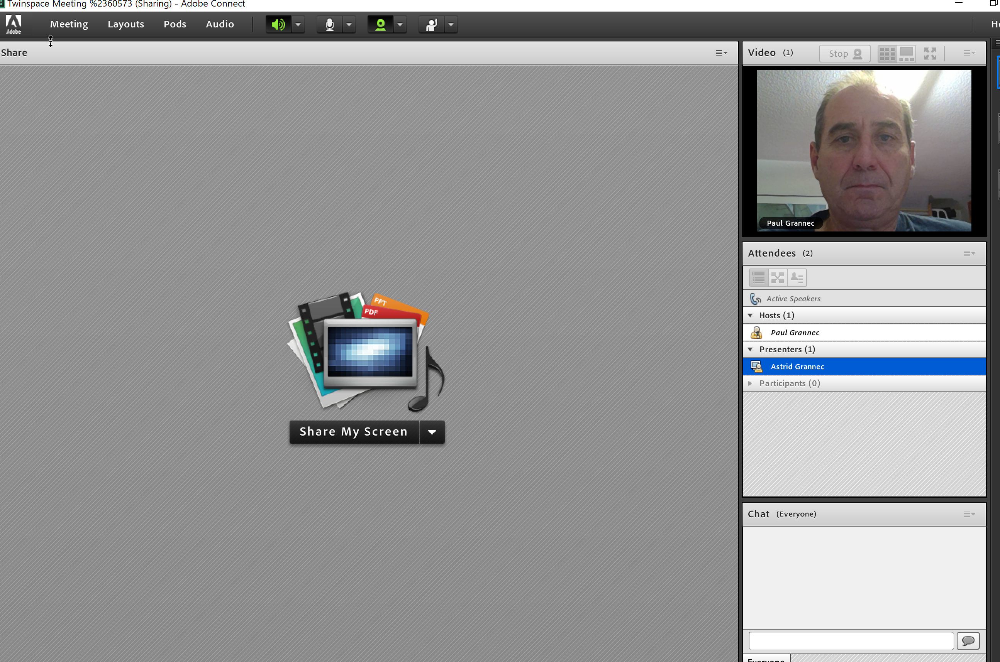 Twinspace Meeting %2360573 (Sharing) - Adobe Connect
Adobe
Meeting Layouts Pods Audio
Share
Video (1) Stop
Paul Grannec
Attendees (2)
Active Speakers
Hosts (1)
Paul Grannec
Presenters (1)
Astrid Grannec
Participants (0)
PPT
PDF
Share My Screen
Chat (Everyone)
Everyone